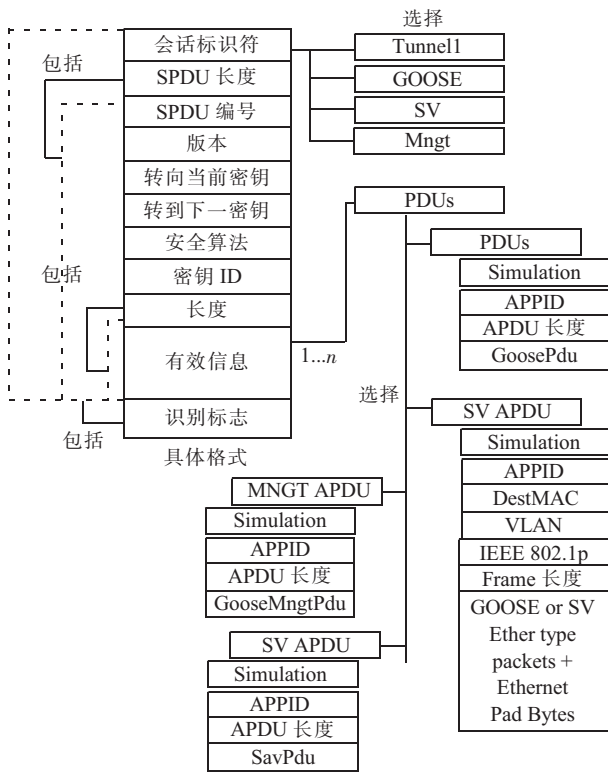 选择
会话标识符
Tunnel1
包括
SPDU 长度
GOOSE
SPDU 编号
SV
版本
Mngt
转向当前密钥
转到下一密钥
PDUs
安全算法
PDUs
包括
密钥 ID
Simulation
长度
APPID
APDU 长度
有效信息
1...n
GoosePdu
选择
识别标志
SV APDU
包括
Simulation
具体格式
APPID
MNGT APDU
DestMAC
Simulation
VLAN
APPID
IEEE 802.1p
APDU 长度
Frame 长度
GooseMngtPdu
GOOSE or SV
Ether type
packets +
Ethernet
Pad Bytes
SV APDU
Simulation
APPID
APDU 长度
SavPdu